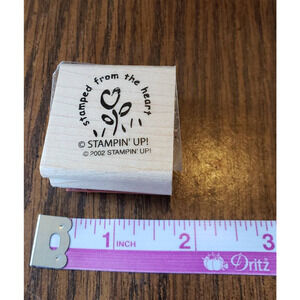 stamped from the heart
© STAMPIN' UP!
© 2002 STAMPIN' UP!
1 INCH 2 3
Dritz